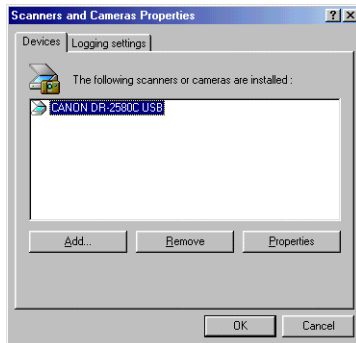 Scanners and Cameras Properties
Devices Logging settings
The following scanners or cameras are installed :
CANON DR-2580C USB
Add... Remove Properties
OK Cancel